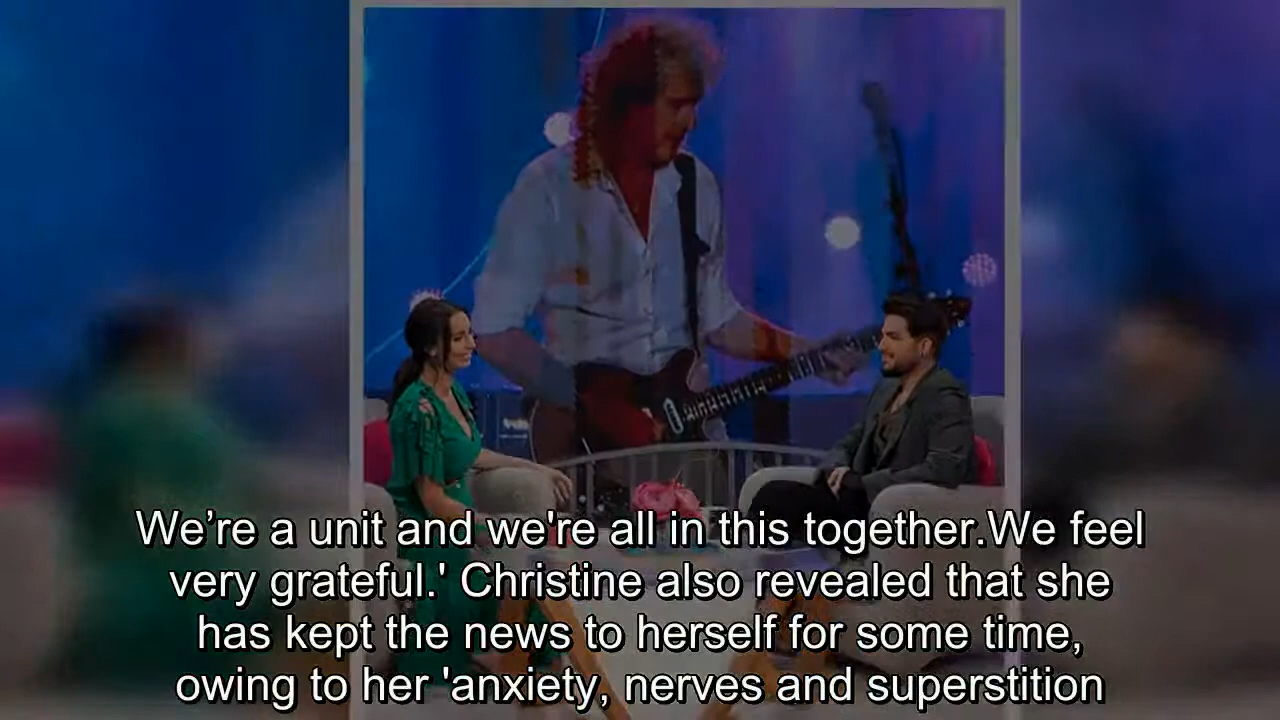 We’re a unit and we're all in this together.We feel
very grateful.' Christine also revealed that she
has kept the news to herself for some time,
owing to her 'anxiety, nerves and superstition